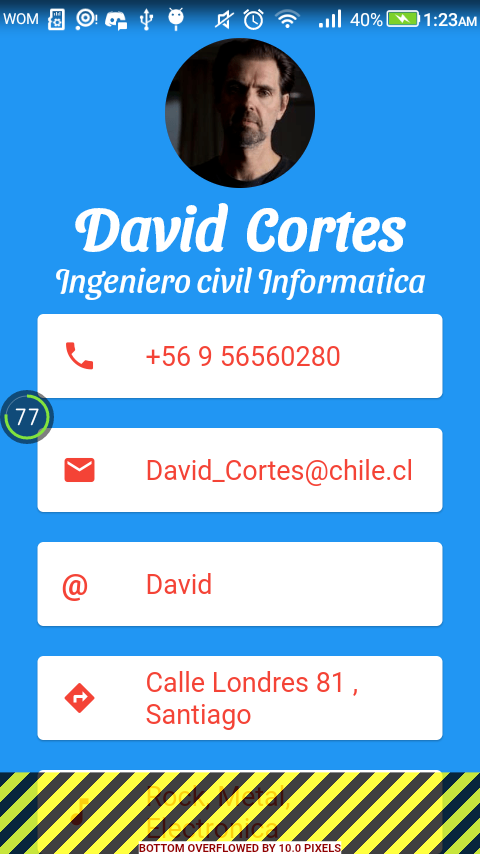 WOM 40% 1:23AM
David Cortes
Ingeniero civil Informatica
+56 9 56560280
77
David_Cortes@chile.cl
@ David
Calle Londres 81 ,
Santiago
Rock, Metal,
Electronica
BOTTOM OVERFLOWED BY 10.0 PIXELS